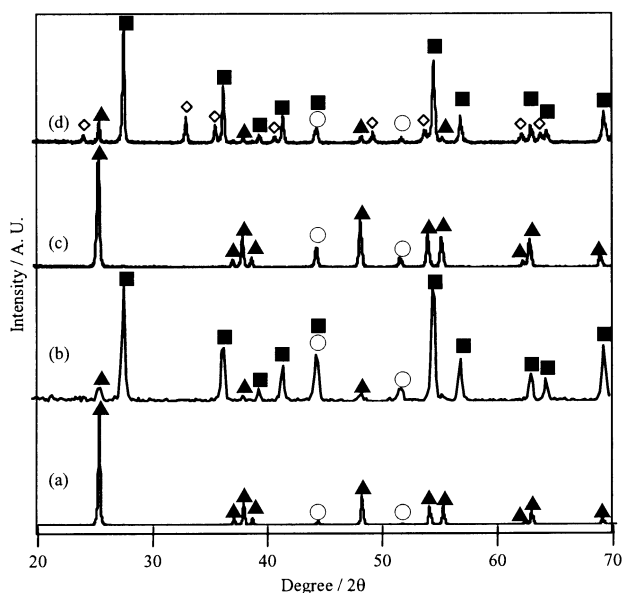 (d)
(c)
(b)
(a)
Intensity / A. U.
20 30 40 50 60 70
Degree / 2θ